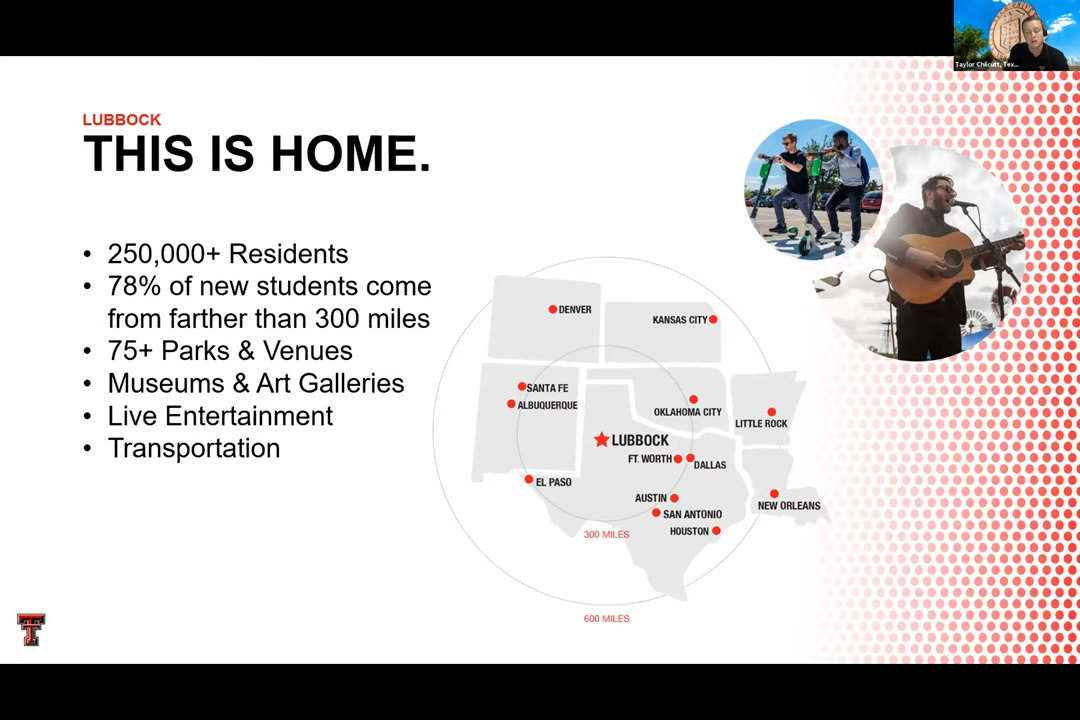 Taylor Chilcutt, Tex...
LUBBOCK
THIS IS HOME.
• 250,000+ Residents
• 78% of new students come
from farther than 300 miles
• 75+ Parks & Venues
• Museums & Art Galleries
• Live Entertainment
• Transportation
DENVER
KANSAS CITY
SANTA FE
ALBUQUERQUE
OKLAHOMA CITY
LITTLE ROCK
LUBBOCK
FT. WORTH
DALLAS
EL PASO
AUSTIN
SAN ANTONIO
NEW ORLEANS
HOUSTON
300 MILES
600 MILES